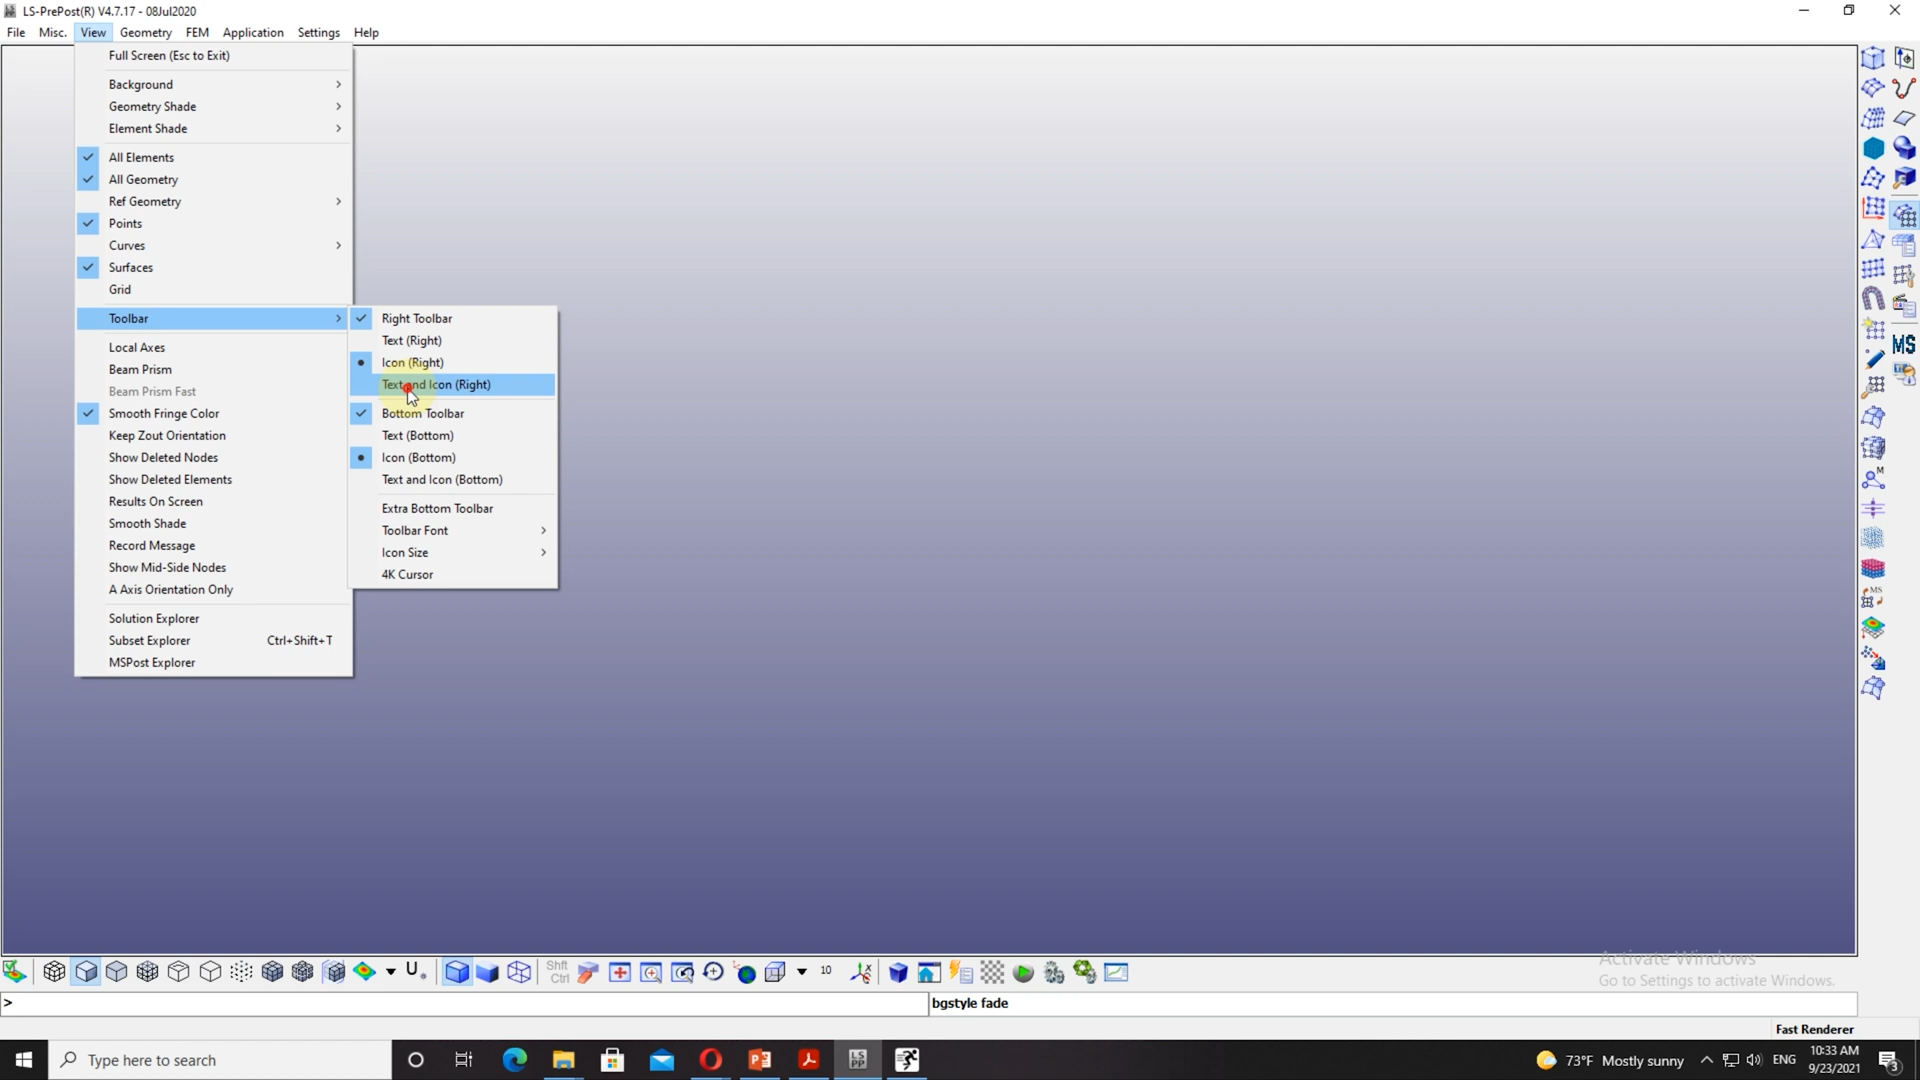 LS-PrePost(R) V4.7.17 - 08Jul2020
File Misc. View Geometry FEM Application Settings Help
Full Screen (Esc to Exit)
Background
Geometry Shade
Element Shade
All Elements
All Geometry
Ref Geometry
Points
Curves
Surfaces
Grid
Toolbar
Local Axes
Beam Prism
Beam Prism Fast
Smooth Fringe Color
Keep Zout Orientation
Show Deleted Nodes
Show Deleted Elements
Results On Screen
Smooth Shade
Record Message
Show Mid-Side Nodes
A Axis Orientation Only
Solution Explorer
Subset Explorer Ctrl+Shift+T
MSPost Explorer
Right Toolbar
Text (Right)
Icon (Right)
Text and Icon (Right)
Bottom Toolbar
Text (Bottom)
Icon (Bottom)
Text and Icon (Bottom)
Extra Bottom Toolbar
Toolbar Font
Icon Size
4K Cursor
MS
M
MS
U
Shft
Ctrl
10
Activate Windows
Go to Settings to activate Windows.
>
bgstyle fade
Fast Renderer
Type here to search
LS
PP
73°F Mostly sunny
ENG
10:33 AM
9/23/2021
3